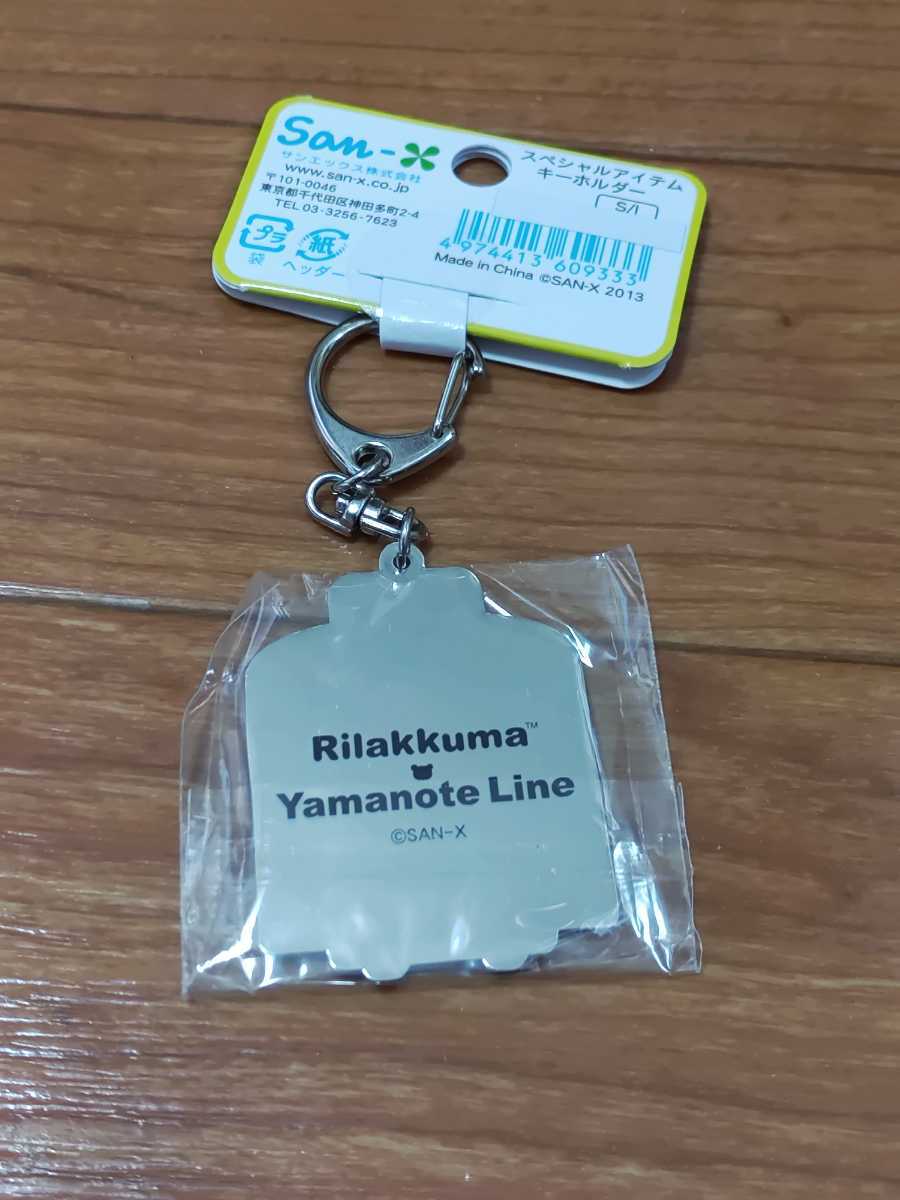 San-X
サンエックス株式会社
www.san-x.co.jp
〒101-0046
東京都千代田区神田多町2-4
TEL.03-3256-7623
プラ
袋
紙
ヘッダー
スペシャルアイテム
キーホルダー
S/I
4 974413 609333
Made in China ©SAN-X 2013
Rilakkuma™
Yamanote Line
©SAN-X